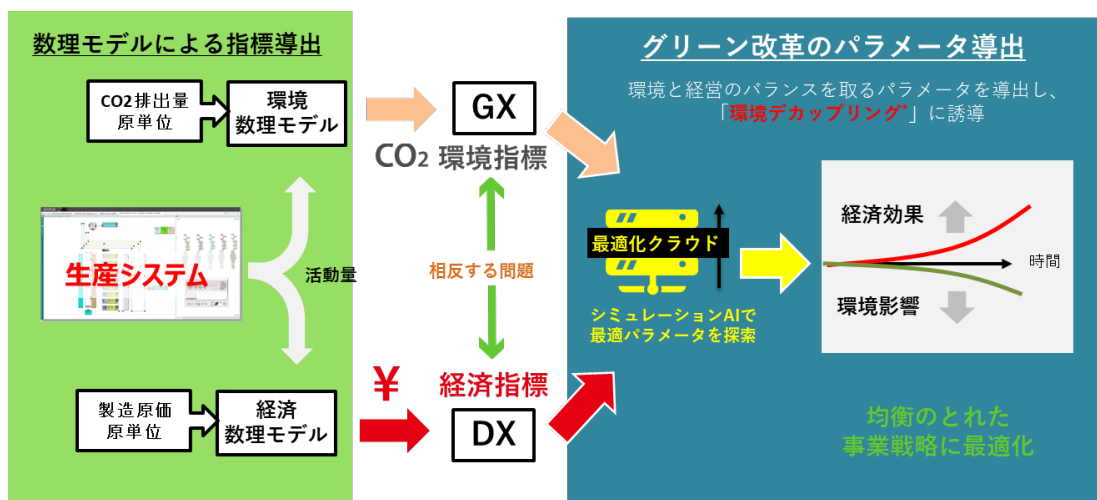 数理モデルによる指標導出
CO2排出量
原単位
環境
数理モデル
生産システム
活動量
製造原価
原単位
経済
数理モデル
GX
CO₂ 環境指標
相反する問題
¥
経済指標
DX
グリーン改革のパラメータ導出
環境と経営のバランスを取るパラメータを導出し、
「環境デカップリング*」に誘導
最適化クラウド
シミュレーションAIで
最適パラメータを探索
経済効果
時間
環境影響
均衡のとれた
事業戦略に最適化